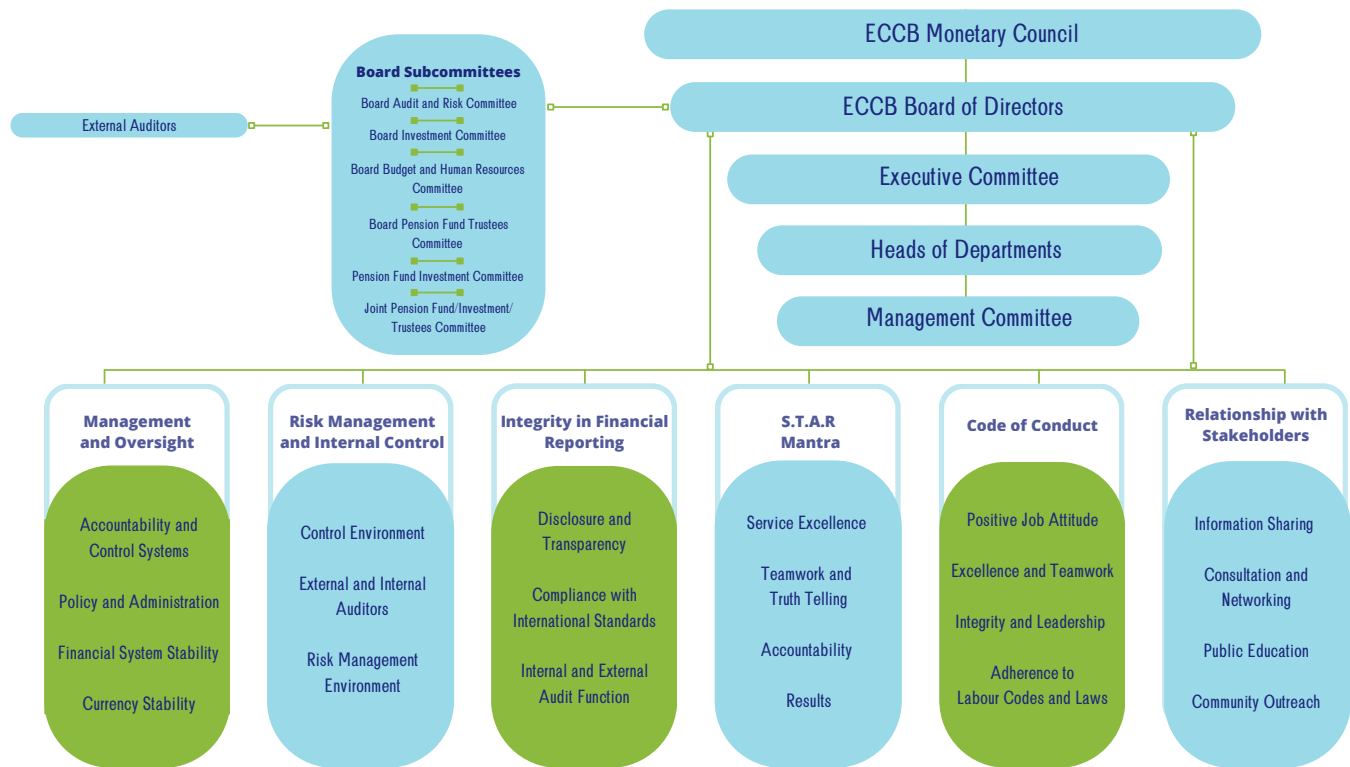 ECCB Monetary Council
ECCB Board of Directors
Executive Committee
Heads of Departments
Management Committee
External Auditors
Board Subcommittees
Board Audit and Risk Committee
Board Investment Committee
Board Budget and Human Resources
Committee
Board Pension Fund Trustees
Committee
Pension Fund Investment Committee
Joint Pension Fund/Investment/
Trustees Committee
Management
and Oversight
Accountability and
Control Systems
Policy and Administration
Financial System Stability
Currency Stability
Risk Management
and Internal Control
Control Environment
External and Internal
Auditors
Risk Management
Environment
Integrity in Financial
Reporting
Disclosure and
Transparency
Compliance with
International Standards
Internal and External
Audit Function
S.T.A.R
Mantra
Service Excellence
Teamwork and
Truth Telling
Accountability
Results
Code of Conduct
Positive Job Attitude
Excellence and Teamwork
Integrity and Leadership
Adherence to
Labour Codes and Laws
Relationship with
Stakeholders
Information Sharing
Consultation and
Networking
Public Education
Community Outreach